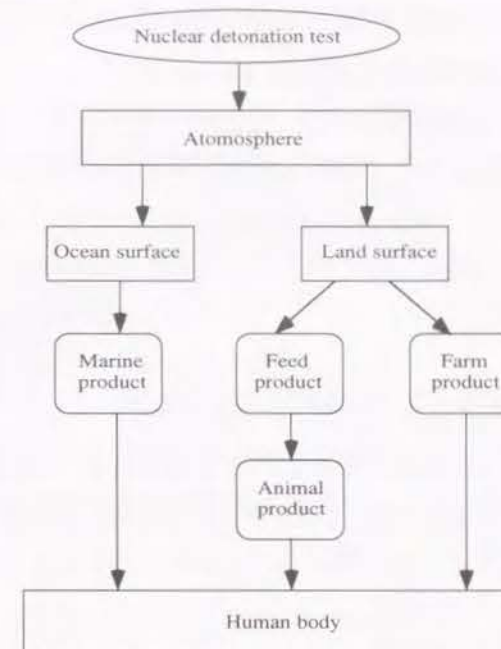 Nuclear detonation test
Atomosphere
Ocean surface
Land surface
Marine
product
Feed
product
Farm
product
Animal
product
Human body